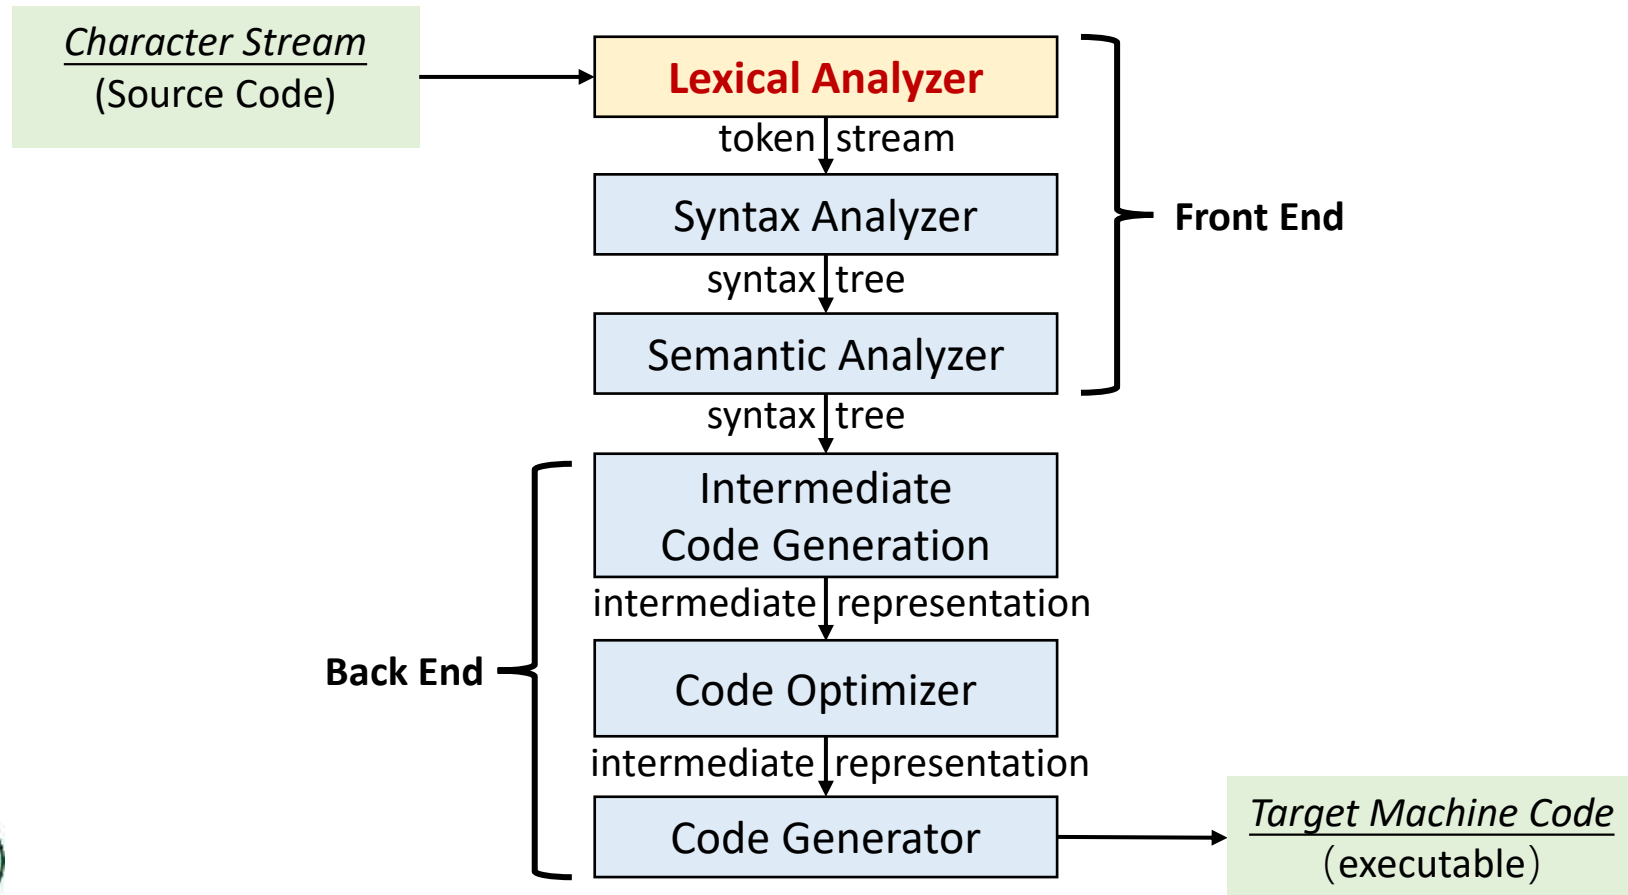 Character Stream
(Source Code)
Lexical Analyzer
token stream
Syntax Analyzer
Front End
syntax tree
Semantic Analyzer
syntax tree
Intermediate
Code Generation
intermediate representation
Back End
Code Optimizer
intermediate representation
Code Generator
Target Machine Code
(executable)